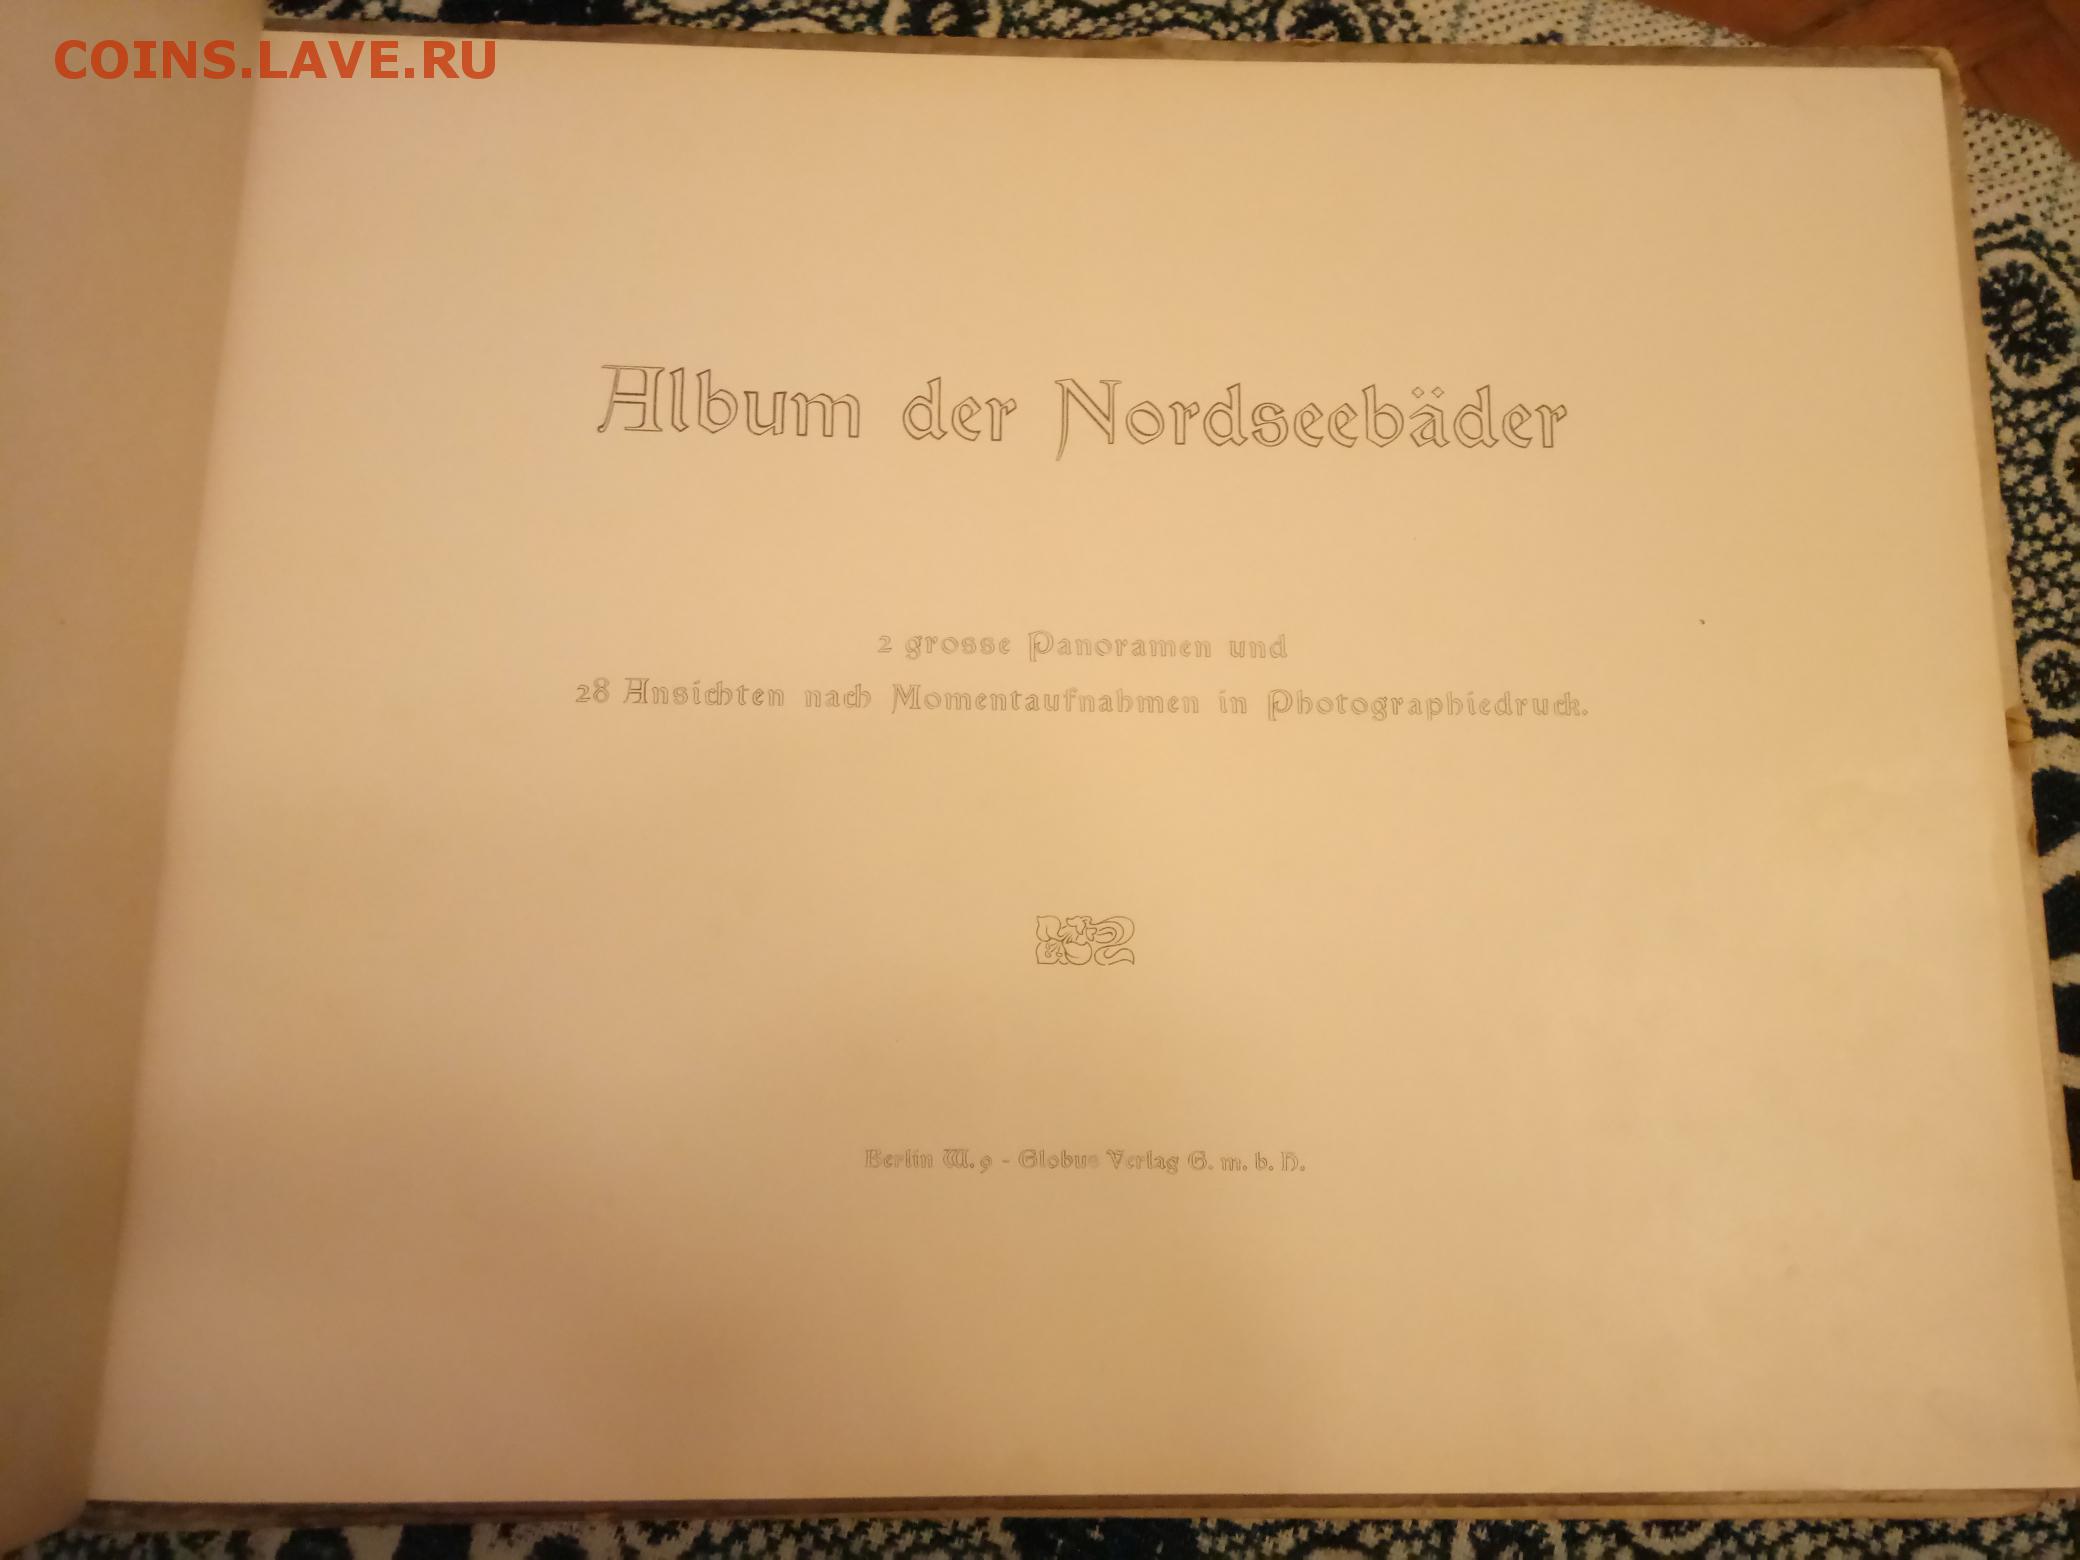 COINS.LAVE.RU
Album der Nordseebäder
2 grosse Panoramen und
28 Ansichten nach Momentaufnahmen in Photographiedruck.
Berlin W. 9 - Globus Verlag G. m. b. H.